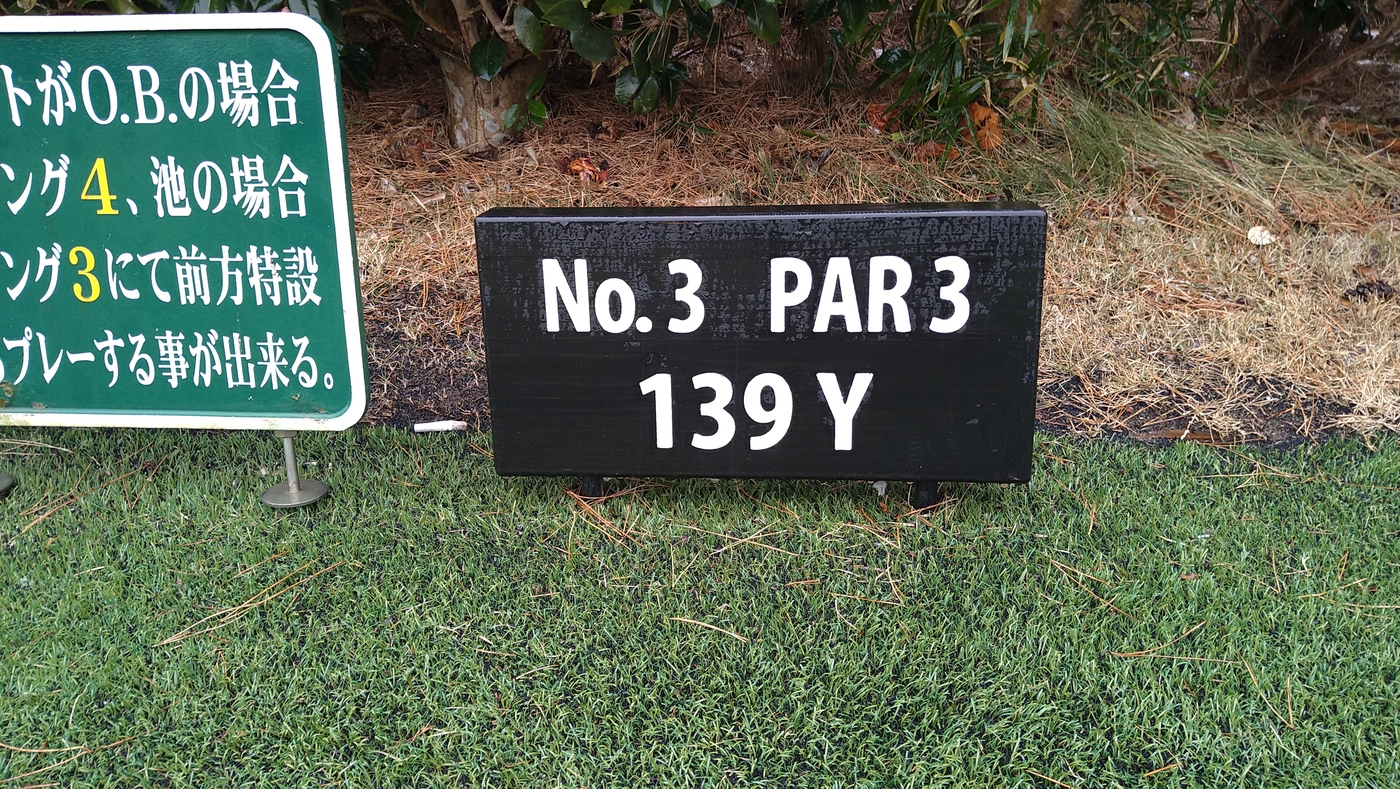 トがO.B.の場合
ング4、池の場合
ング3にて前方特設
プレーする事が出来る。
No. 3 PAR 3
139 Y